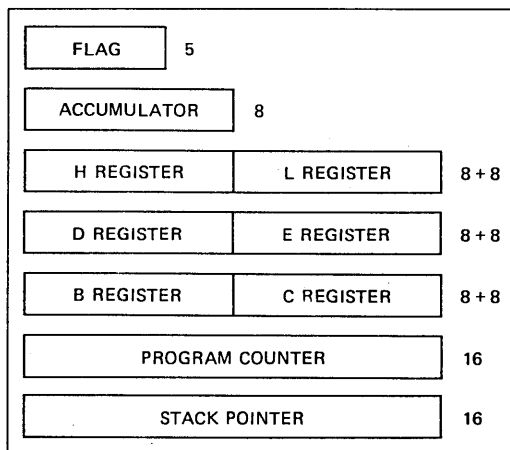 FLAG 5
ACCUMULATOR 8
H REGISTER L REGISTER 8 + 8
D REGISTER E REGISTER 8 + 8
B REGISTER C REGISTER 8 + 8
PROGRAM COUNTER 16
STACK POINTER 16